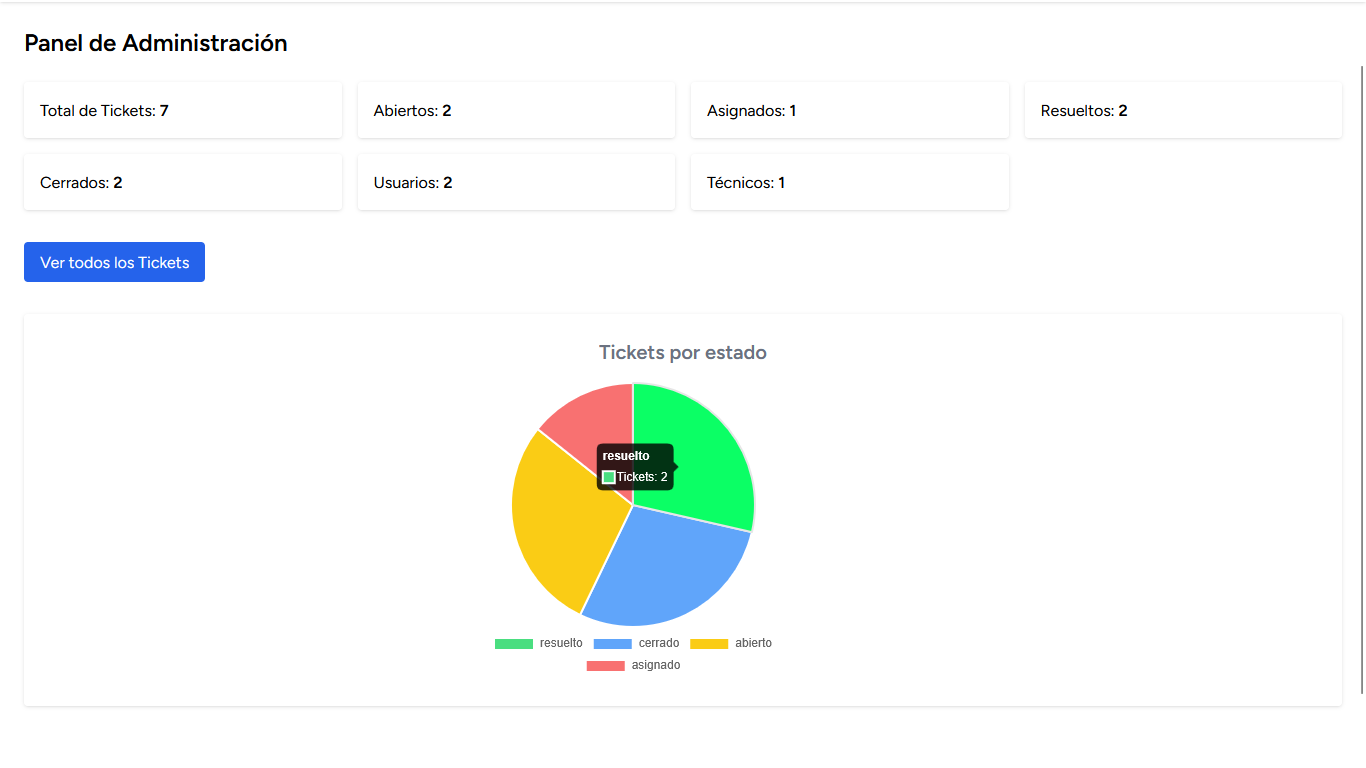 Panel de Administración
Total de Tickets: 7
Abiertos: 2
Asignados: 1
Resueltos: 2
Cerrados: 2
Usuarios: 2
Técnicos: 1
Ver todos los Tickets
Tickets por estado
resuelto
Tickets: 2
resuelto cerrado abierto
asignado